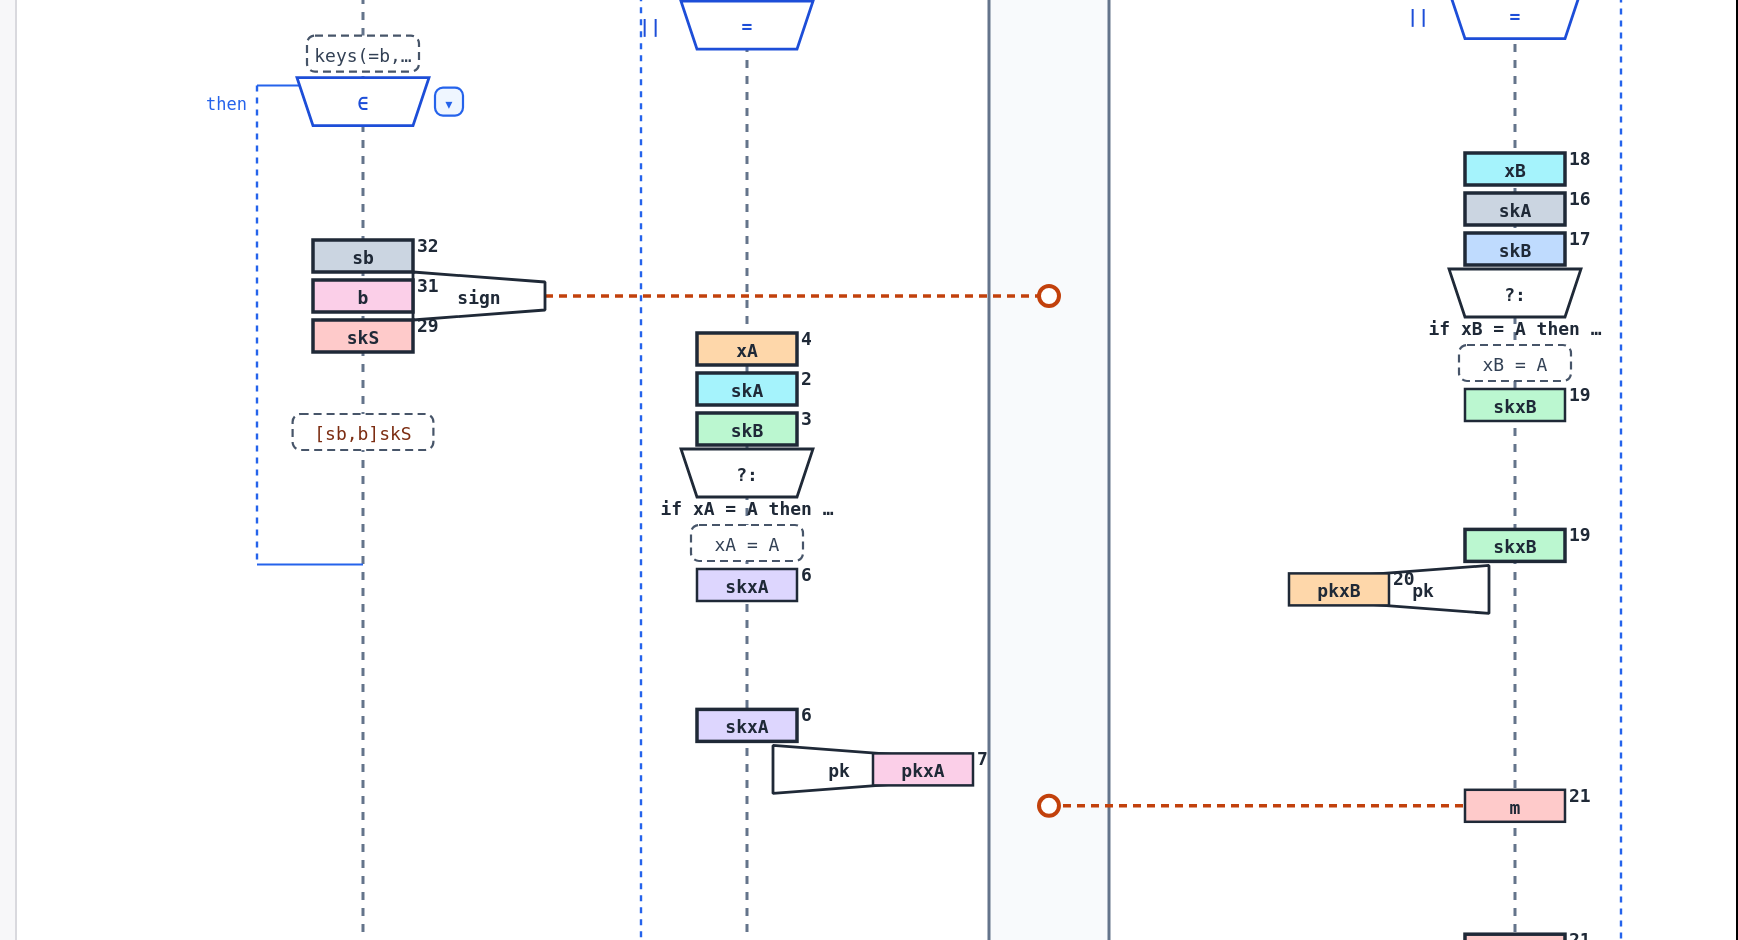 || =
|| =
keys(=b,…
then ∈ ▾
xB 18
skA 16
skB 17
?:
if xB = A then …
xB = A
skxB 19
sb 32
b 31 sign
skS 29
[sb,b]skS
xA 4
skA 2
skB 3
?:
if xA = A then …
xA = A
skxA 6
skxB 19
pkxB 20 pk
skxA 6
pk pkxA 7
m 21
21